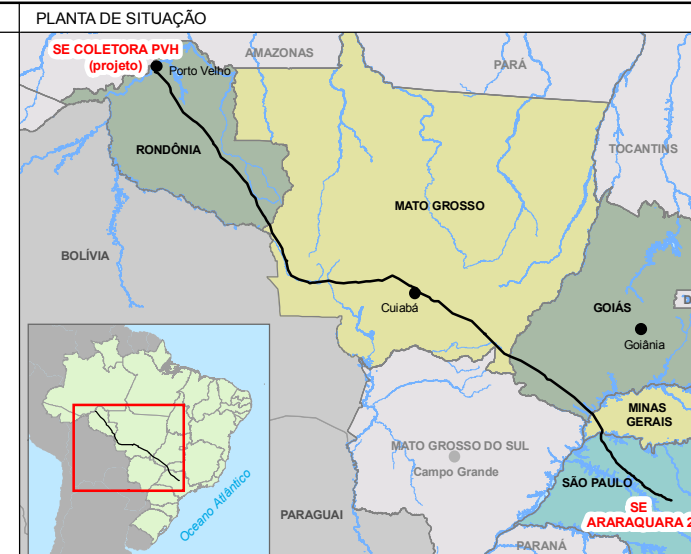 PLANTA DE SITUAÇÃO
SE COLETORA PVH
(projeto)
Porto Velho
AMAZONAS
PARÁ
TOCANTINS
RONDÔNIA
MATO GROSSO
BOLÍVIA
Cuiabá
GOIÁS
D
Goiânia
MINAS
GERAIS
MATO GROSSO DO SUL
Campo Grande
SÃO PAULO
SE
ARARAQUARA 2
PARAGUAI
PARANÁ
Oceano Atlântico